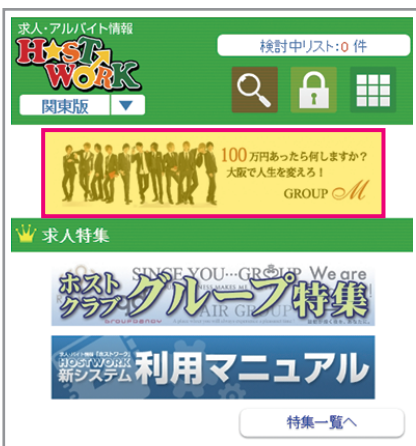 求人・アルバイト情報
HOST
WORK
関東版 ▼
検討中リスト:0 件
100万円あったら何しますか?
大阪で人生を変えろ!
GROUP M
求人特集
SINCE YOU…GROUP We are
AIR GROUP
ホスト
クラブ・グループ特集
求人・バイト情報「ホストワーク」
HOSTWORK
新システム 利用マニュアル
特集一覧へ